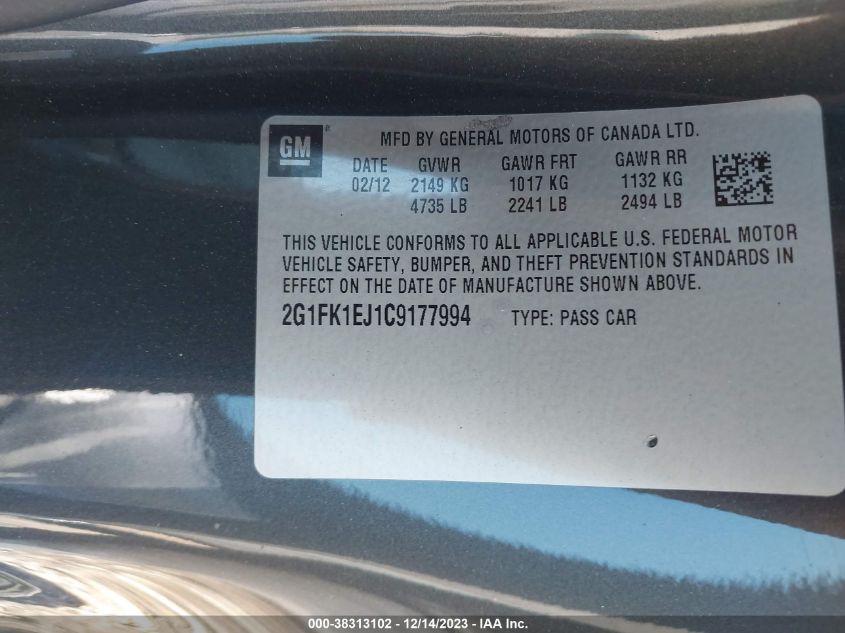 GM ®
MFD BY GENERAL MOTORS OF CANADA LTD.
DATE GVWR GAWR FRT GAWR RR
02/12 2149 KG 1017 KG 1132 KG
4735 LB 2241 LB 2494 LB
THIS VEHICLE CONFORMS TO ALL APPLICABLE U.S. FEDERAL MOTOR
VEHICLE SAFETY, BUMPER, AND THEFT PREVENTION STANDARDS IN
EFFECT ON THE DATE OF MANUFACTURE SHOWN ABOVE.
2G1FK1EJ1C9177994 TYPE: PASS CAR
000-38313102 - 12/14/2023 - IAA Inc.